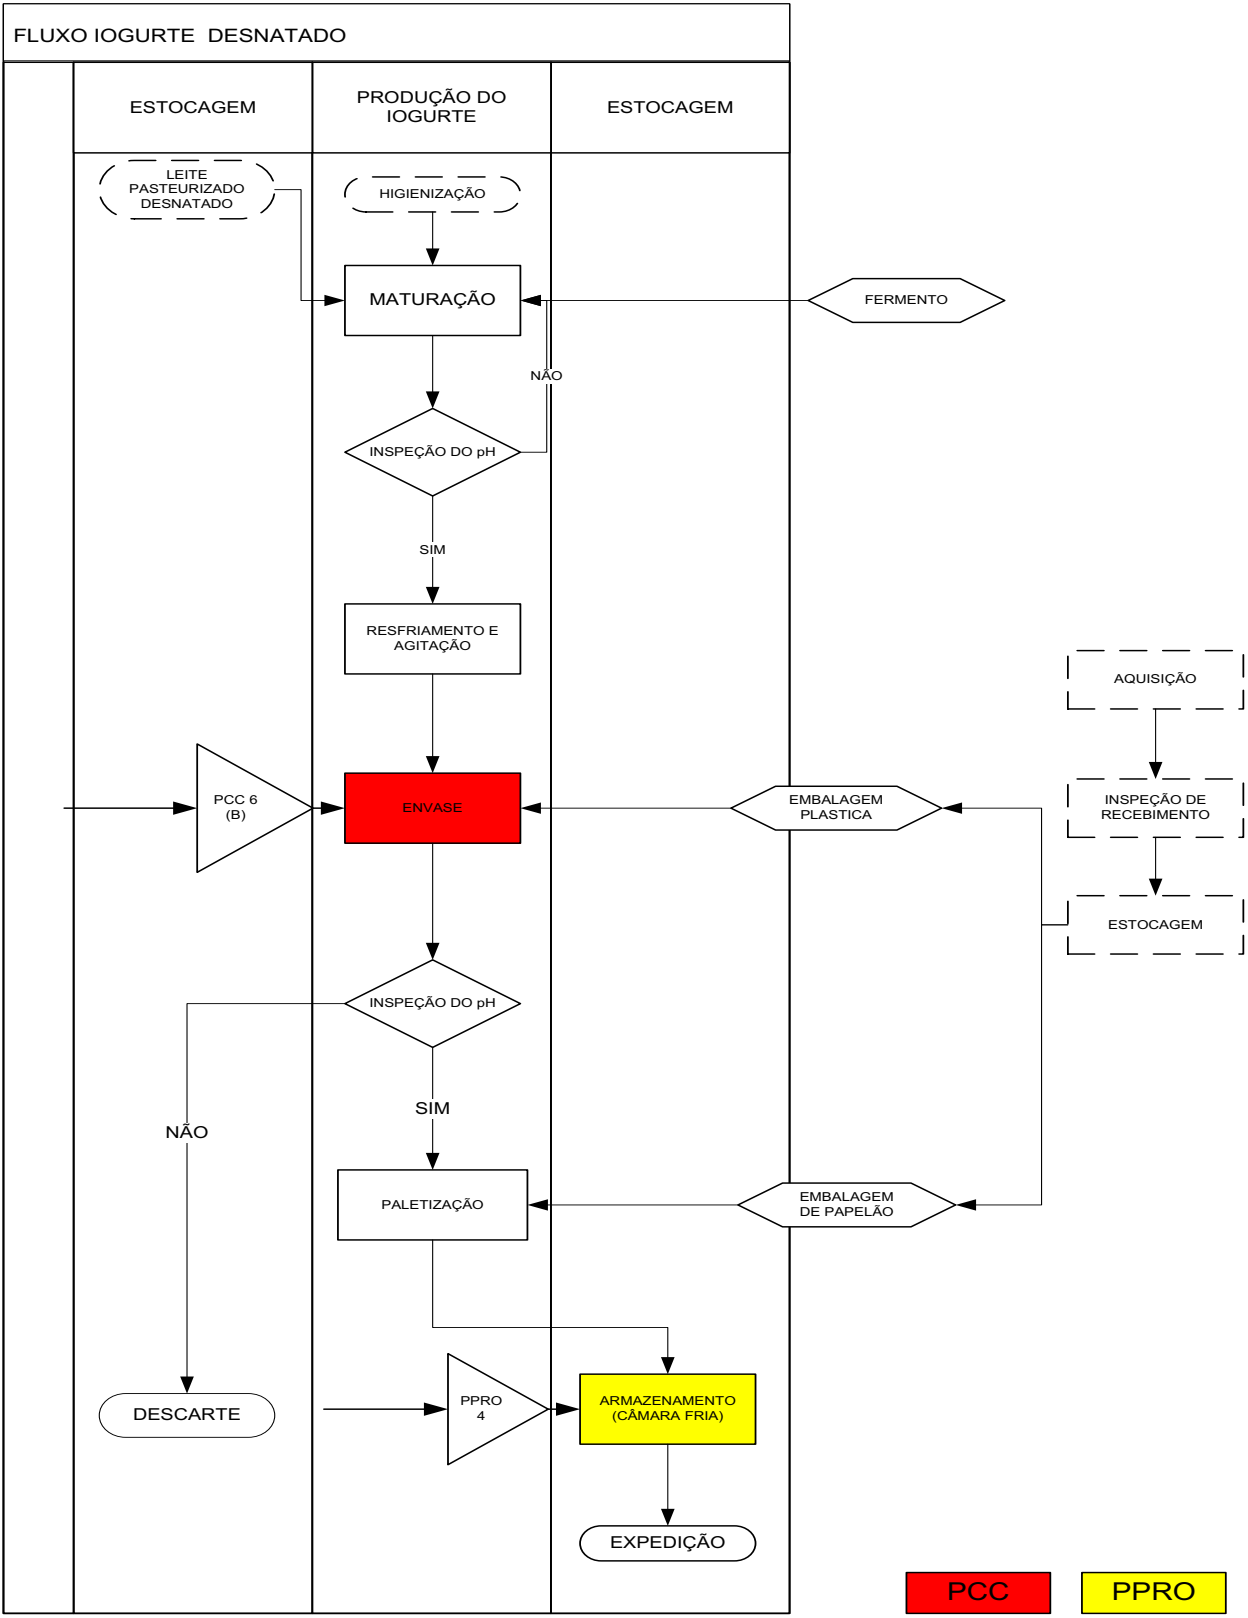 FLUXO IOGURTE DESNATADO
ESTOCAGEM
PRODUÇÃO DO
IOGURTE
ESTOCAGEM
LEITE
PASTEURIZADO
DESNATADO
HIGIENIZAÇÃO
MATURAÇÃO
FERMENTO
NÃO
INSPEÇÃO DO pH
SIM
RESFRIAMENTO E
AGITAÇÃO
AQUISIÇÃO
PCC 6
(B)
ENVASE
EMBALAGEM
PLASTICA
INSPEÇÃO DE
RECEBIMENTO
ESTOCAGEM
INSPEÇÃO DO pH
SIM
NÃO
PALETIZAÇÃO
EMBALAGEM
DE PAPELÃO
DESCARTE
PPRO
4
ARMAZENAMENTO
(CÂMARA FRIA)
EXPEDIÇÃO
PCC
PPRO